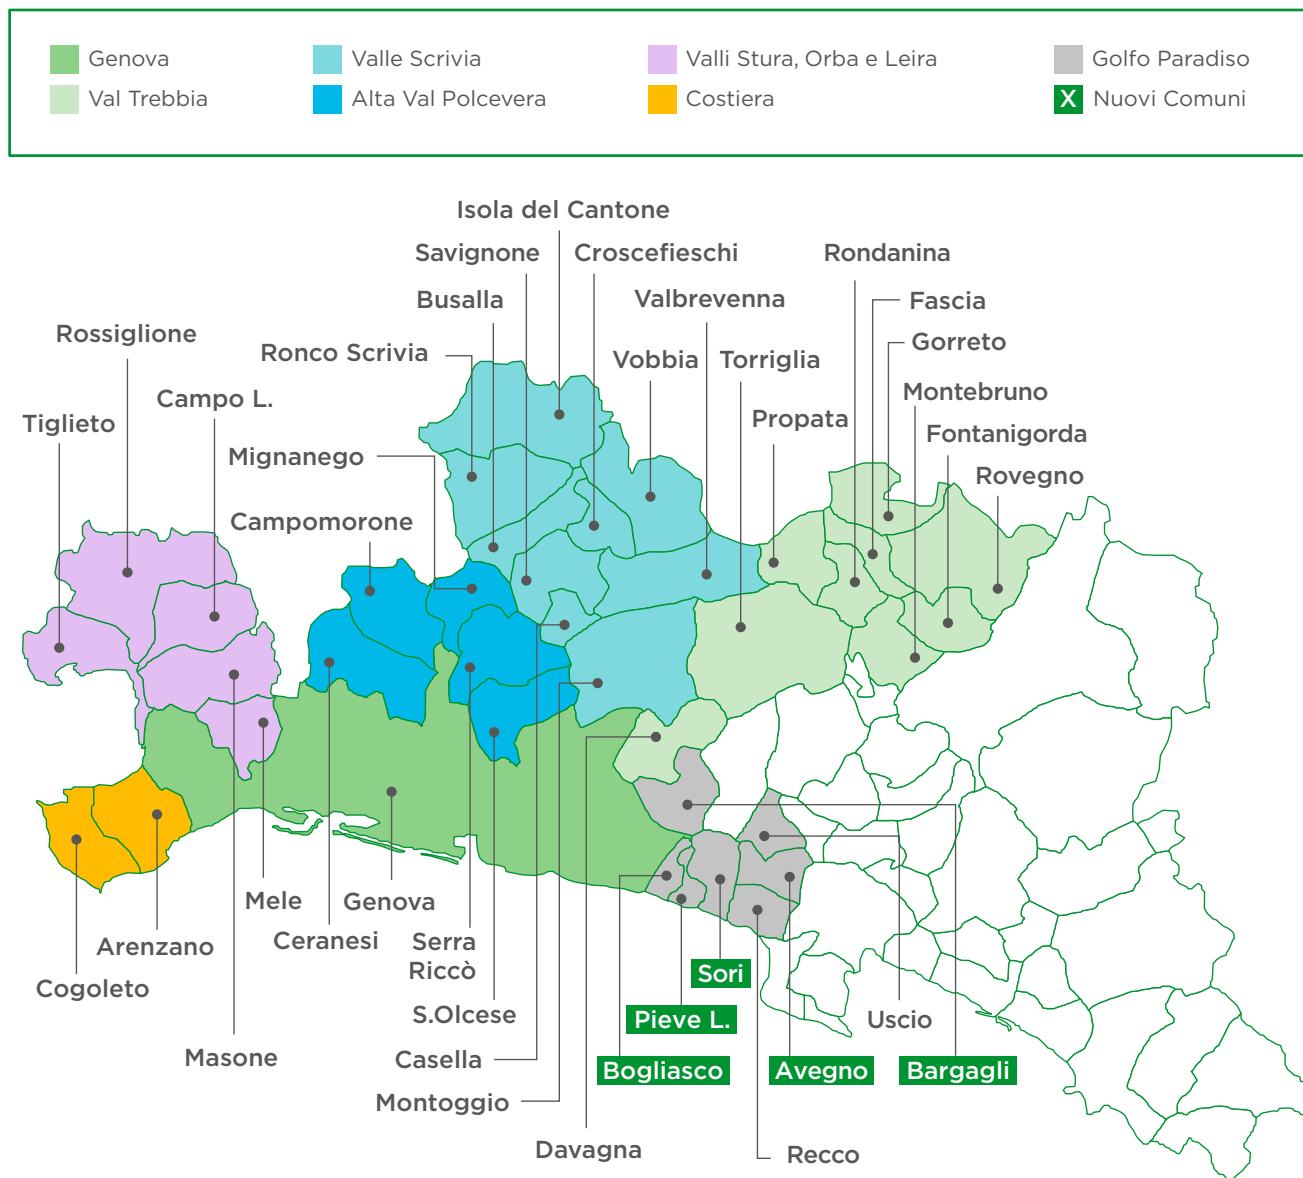 Genova
Valle Scrivia
Valli Stura, Orba e Leira
Golfo Paradiso
Val Trebbia
Alta Val Polcevera
Costiera
X Nuovi Comuni
Isola del Cantone
Savignone
Croscefieschi
Rondanina
Busalla
Valbrevenna
Fascia
Rossiglione
Ronco Scrivia
Vobbia
Torriglia
Gorreto
Campo L.
Montebruno
Tiglieto
Propata
Fontanigorda
Mignanego
Rovegno
Campomorone
Mele
Genova
Arenzano
Ceranesi
Serra
Riccò
Cogoleto
Sori
S.Olcese
Pieve L.
Uscio
Masone
Casella
Bogliasco
Avegno
Bargagli
Montoggio
Davagna
Recco